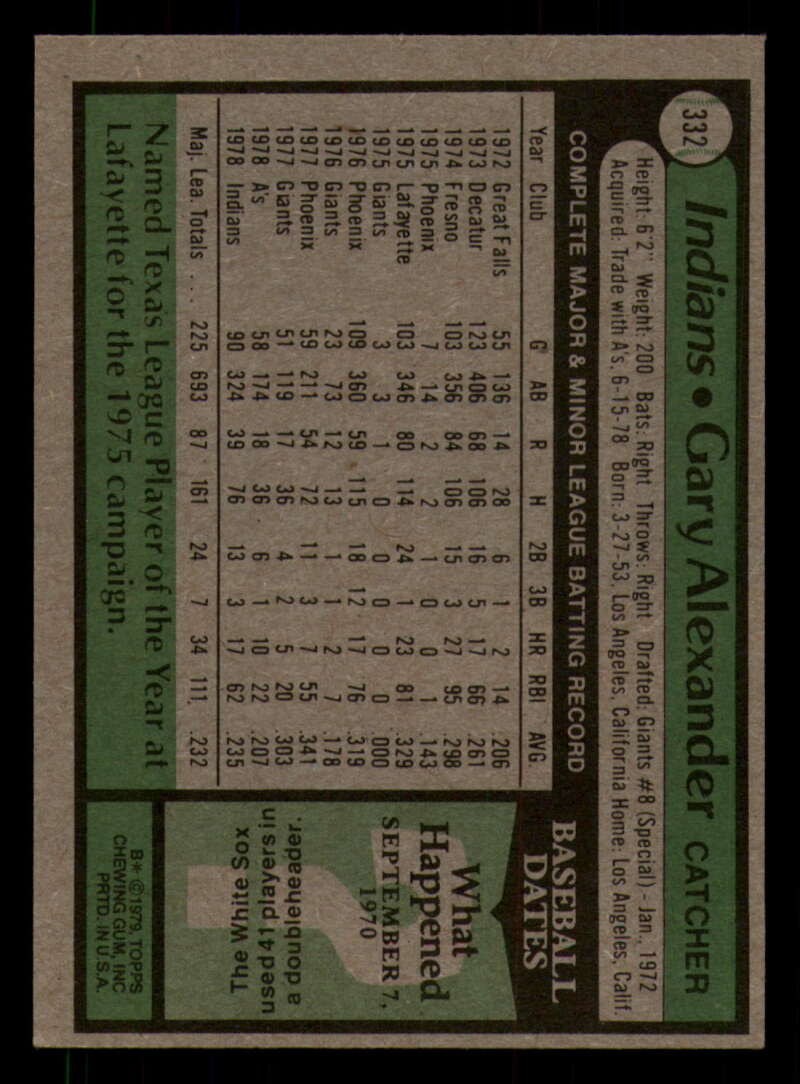 332
Indians • Gary Alexander CATCHER
Height: 6'2" Weight: 200 Bats: Right Throws: Right Drafted: Giants #8 (Special) - Jan., 1972
Acquired: Trade with A's, 6-15-78 Born: 3-27-53, Los Angeles, California Home: Los Angeles, Calif.
COMPLETE MAJOR & MINOR LEAGUE BATTING RECORD
Year Club G AB R H 2B 3B HR RBI AVG.
1972 Great Falls 55 136 14 28 6 1 2 14 .206
1973 Decatur 123 406 68 106 16 5 17 66 .261
1974 Fresno 103 356 84 106 15 3 27 95 .298
1975 Phoenix 7 14 2 2 1 0 0 1 .143
1975 Lafayette 103 346 80 114 24 1 23 81 .329
1975 Giants 3 3 1 0 0 0 0 0 .000
1976 Phoenix 109 360 59 115 18 12 17 76 .319
1976 Giants 23 73 12 13 1 1 2 7 .178
1977 Phoenix 59 211 54 72 11 3 7 55 .341
1977 Giants 51 119 17 36 4 2 5 20 .303
1978 A's 58 174 18 36 6 1 10 22 .207
1978 Indians 90 324 39 76 13 3 17 62 .235
Maj. Lea. Totals . . . 225 693 87 161 24 7 34 111 .232
Named Texas League Player of the Year at
Lafayette for the 1975 campaign.
BASEBALL
DATES
What
Happened
SEPTEMBER 7,
1970
The White Sox
used 41 players in
a doubleheader.
B* ©1979, TOPPS
CHEWING GUM, INC
PRTD. IN U.S.A.